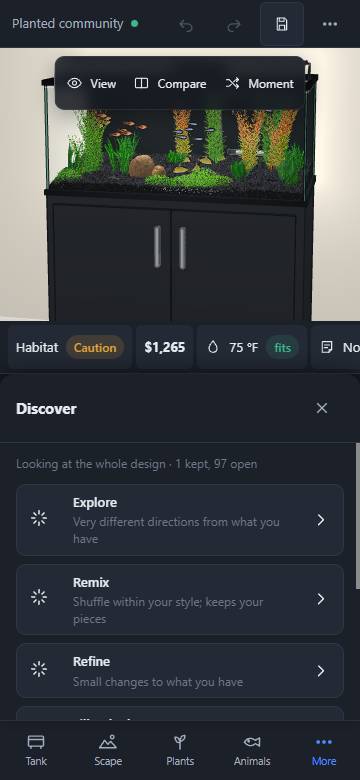 Planted community
View
Compare
Moment
Habitat
Caution
$1,265
75 °F
fits
Discover
Looking at the whole design · 1 kept, 97 open
Explore
Very different directions from what you
have
Remix
Shuffle within your style; keeps your
pieces
Refine
Small changes to what you have
Tank
Scape
Plants
Animals
More